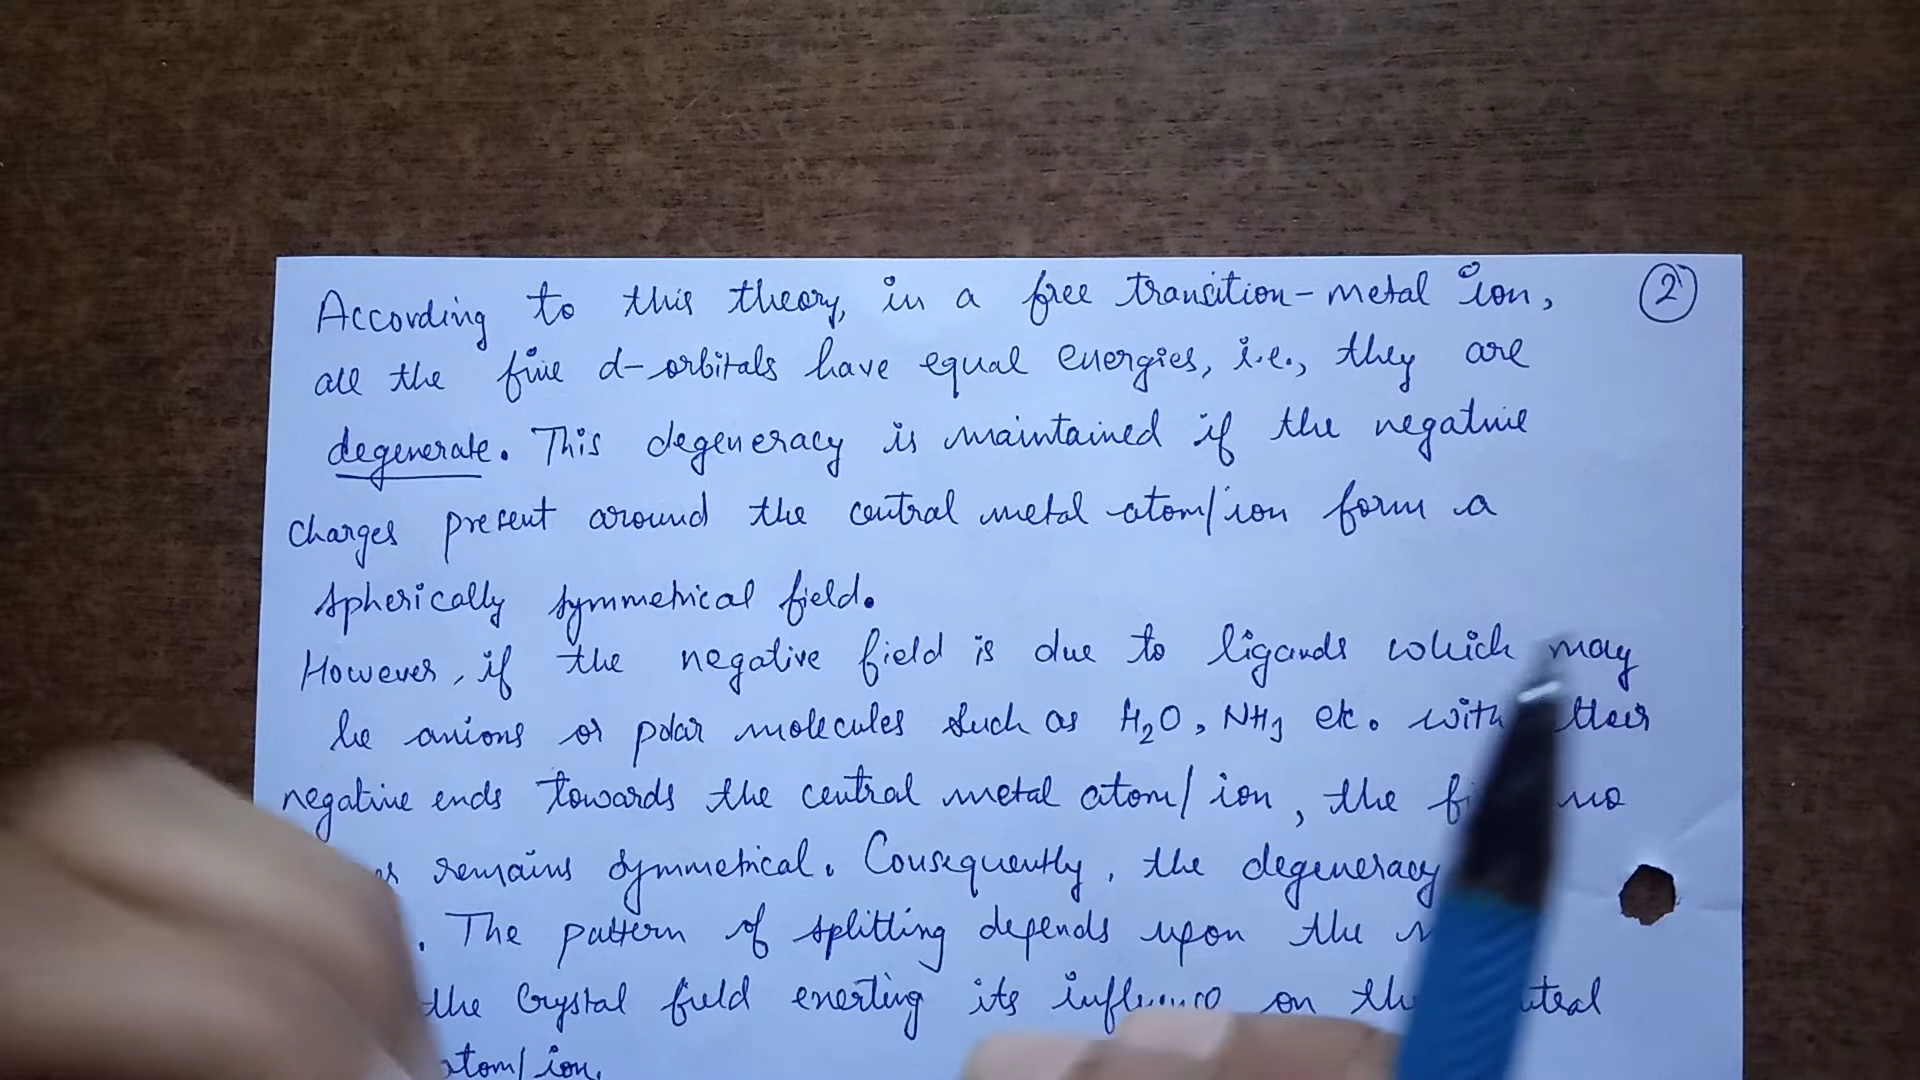 According to this theory, in a free transition-metal ion, 2
all the five d-orbitals have equal energies, i.e., they are
degenerate. This degeneracy is maintained if the negative
charges present around the central metal atom/ion form a
spherically symmetrical field.
However, if the negative field is due to ligands which may
be anions or polar molecules such as H₂O, NH₃ etc. with their
negative ends towards the central metal atom/ion, the no
remains symmetrical. Consequently, the degeneracy
. The pattern of splitting depends upon the
the Crystal field exerting its influence on
atom/ion.